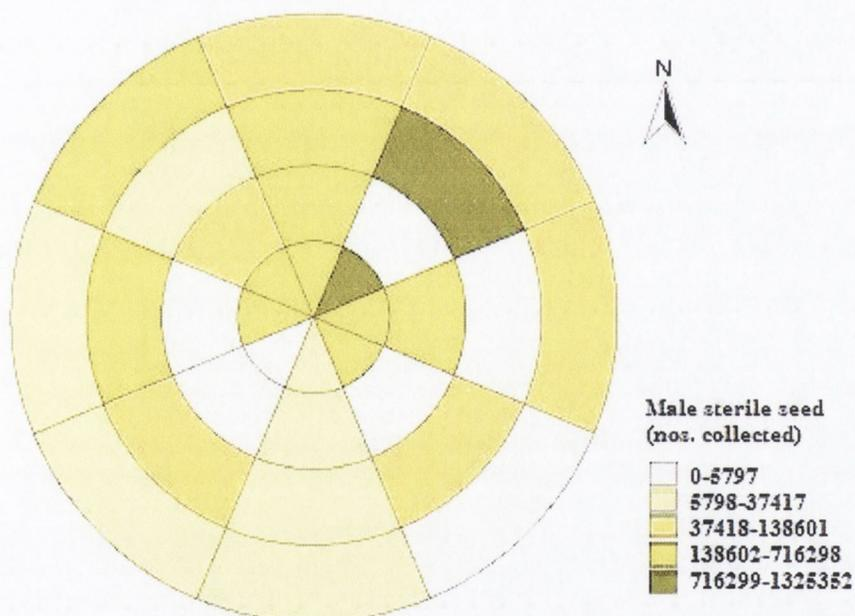 N
Male sterile seed
(nos. collected)
0-5797
5798-37417
37418-138601
138602-716298
716299-1325352